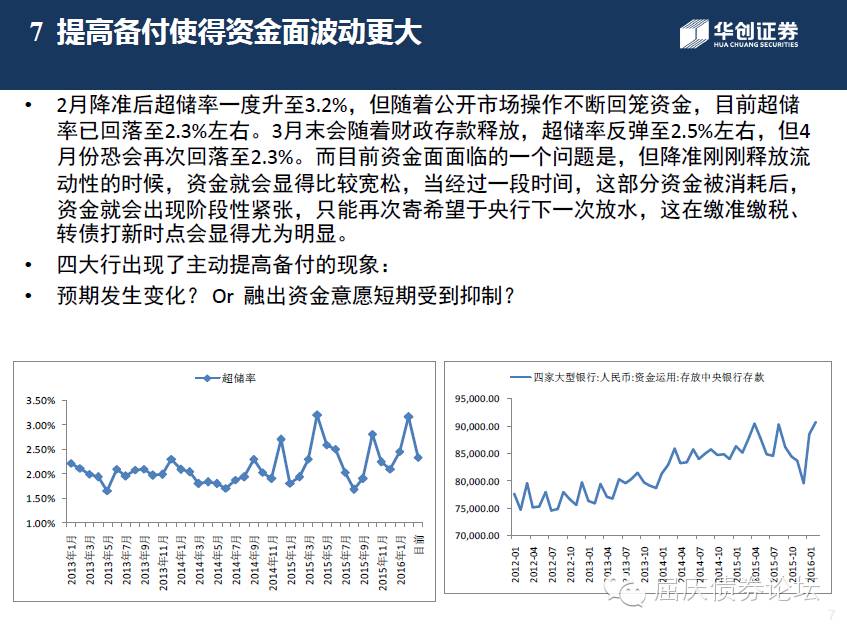 7 提高备付使得资金面波动更大
华创证券
HUA CHUANG SECURITIES
• 2月降准后超储率一度升至3.2%，但随着公开市场操作不断回笼资金，目前超储
率已回落至2.3%左右。3月末会随着财政存款释放，超储率反弹至2.5%左右，但4
月份恐会再次回落至2.3%。而目前资金面面临的一个问题是，但降准刚刚释放流
动性的时候，资金就会显得比较宽松，当经过一段时间，这部分资金被消耗后，
资金就会出现阶段性紧张，只能再次寄希望于央行下一次放水，这在缴准缴税、
转债打新时点会显得尤为明显。
• 四大行出现了主动提高备付的现象：
• 预期发生变化？ Or 融出资金意愿短期受到抑制？
超储率
3.50%
3.00%
2.50%
2.00%
1.50%
1.00%
2013年1月
2013年3月
2013年5月
2013年7月
2013年9月
2013年11月
2014年1月
2014年3月
2014年5月
2014年7月
2014年9月
2014年11月
2015年1月
2015年3月
2015年5月
2015年7月
2015年9月
2015年11月
2016年1月
目前
四家大型银行:人民币:资金运用:存放中央银行存款
95,000.00
90,000.00
85,000.00
80,000.00
75,000.00
70,000.00
2012-01
2012-04
2012-07
2012-10
2013-01
2013-04
2013-07
2013-10
2014-01
2014-04
2014-07
2014-10
2015-01
2015-04
2015-07
2015-10
2016-01
屈庆债券论坛
7